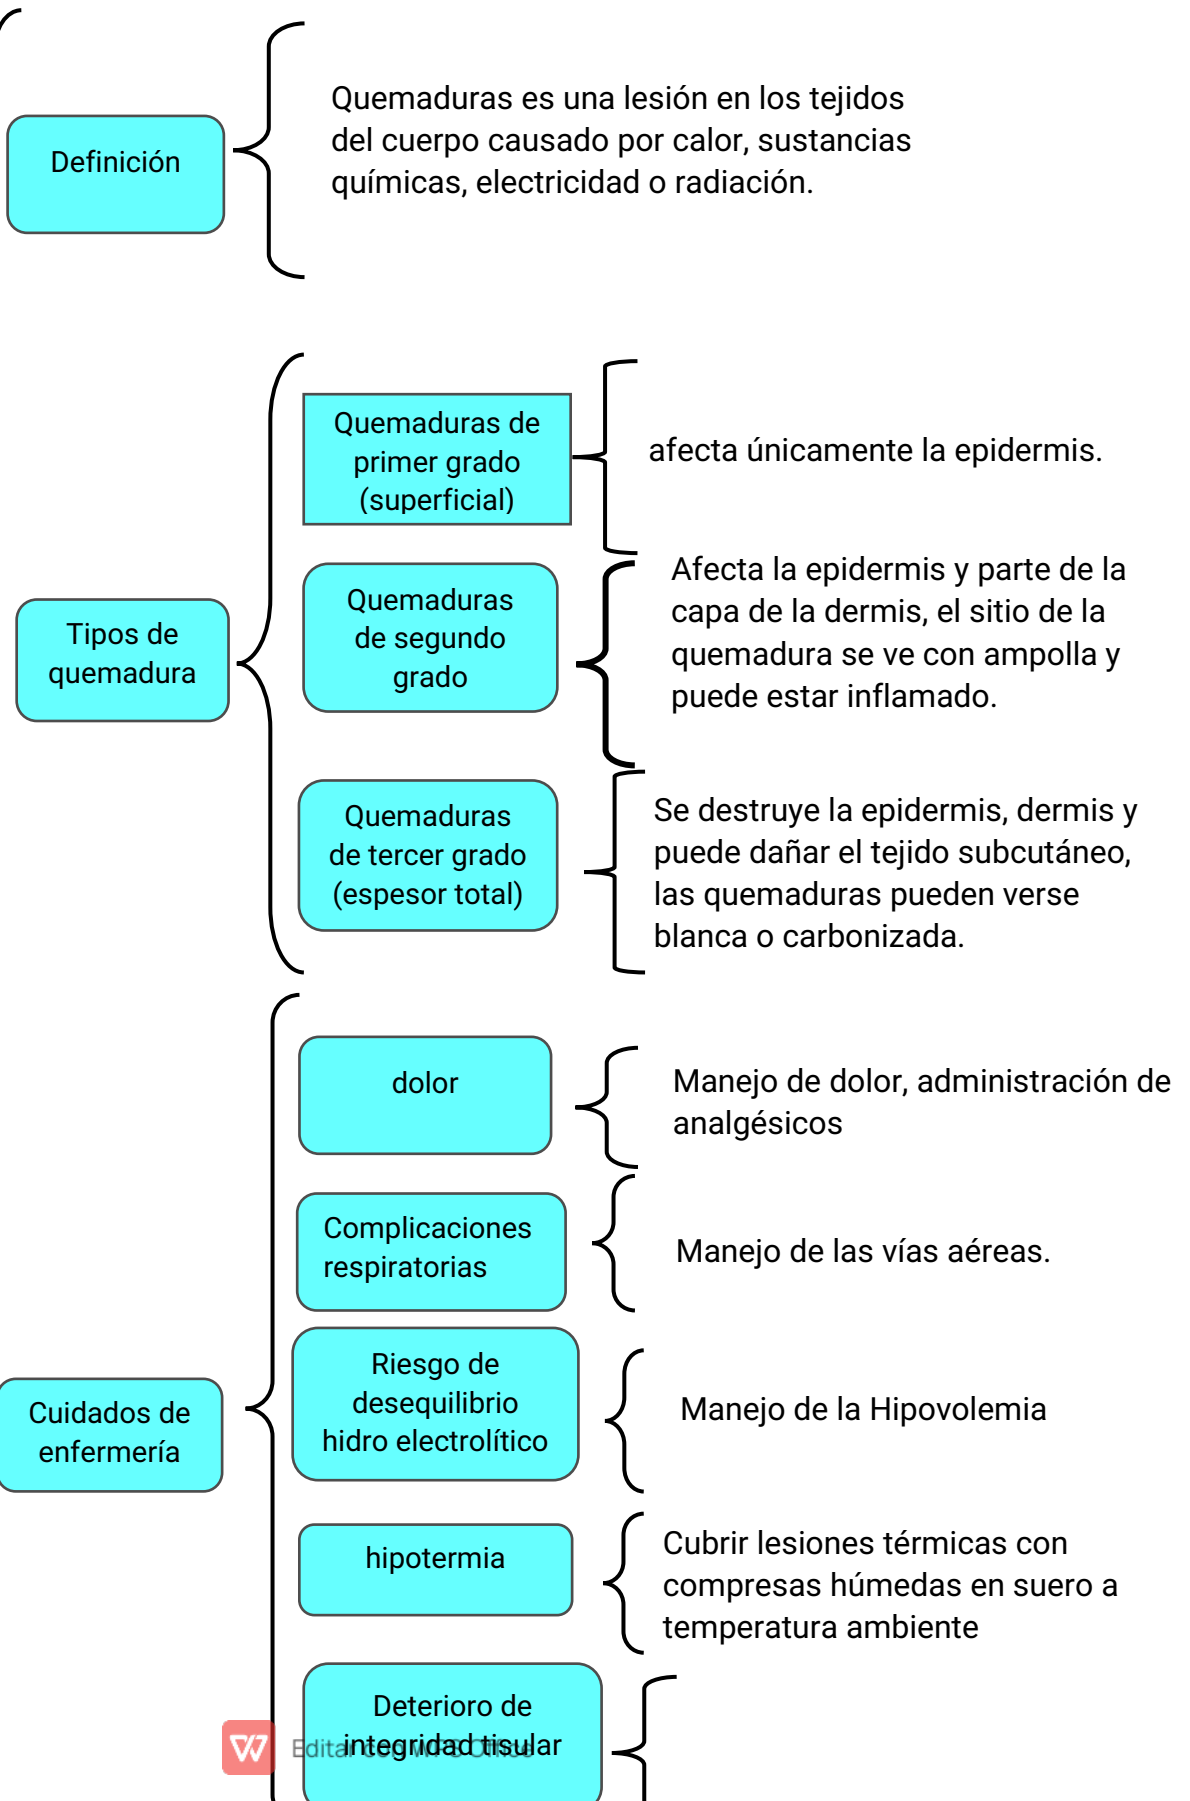 Definición
Quemaduras es una lesión en los tejidos
del cuerpo causado por calor, sustancias
químicas, electricidad o radiación.
Tipos de
quemadura
Quemaduras de
primer grado
(superficial)
afecta únicamente la epidermis.
Quemaduras
de segundo
grado
Afecta la epidermis y parte de la
capa de la dermis, el sitio de la
quemadura se ve con ampolla y
puede estar inflamado.
Quemaduras
de tercer grado
(espesor total)
Se destruye la epidermis, dermis y
puede dañar el tejido subcutáneo,
las quemaduras pueden verse
blanca o carbonizada.
Cuidados de
enfermería
dolor
Manejo de dolor, administración de
analgésicos
Complicaciones
respiratorias
Manejo de las vías aéreas.
Riesgo de
desequilibrio
hidro electrolítico
Manejo de la Hipovolemia
hipotermia
Cubrir lesiones térmicas con
compresas húmedas en suero a
temperatura ambiente
Deterioro de
integridad tisular
Editar con WPS Office